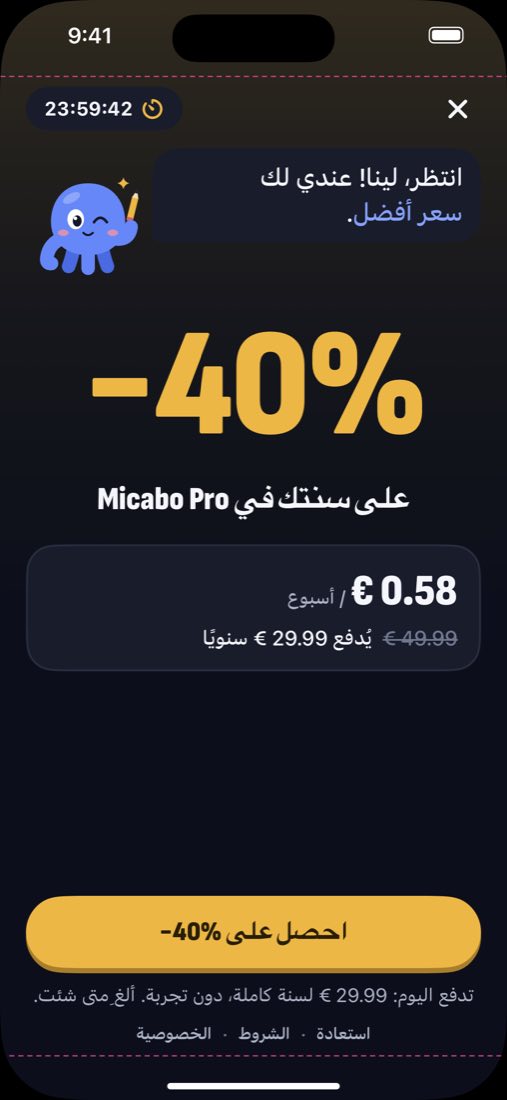 9:41
23:59:42
انتظر، لينا! عندي لك
سعر أفضل.
-40%
على سنتك في Micabo Pro
0.58 € / أسبوع
49.99 € يُدفع 29.99 € سنويًا
احصل على 40%-
تدفع اليوم: 29.99 € لسنة كاملة، دون تجربة. ألغِ متى شئت.
استعادة · الشروط · الخصوصية